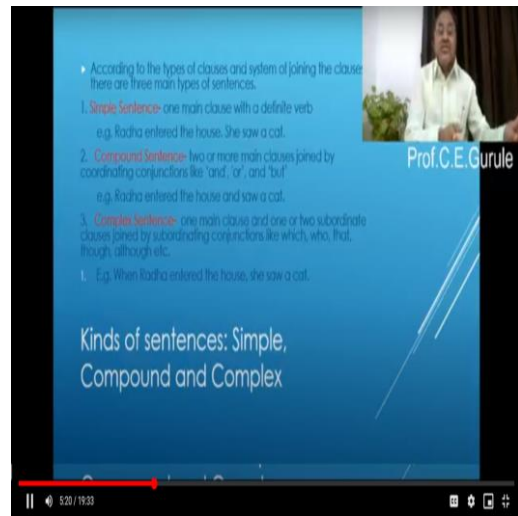 According to the types of clauses and system of joining the clause
there are three main types of sentences.
1. Simple Sentence- one main clause with a definite verb
e.g. Radha entered the house. She saw a cat.
2. Compound Sentence- two or more main clauses joined by
coordinating conjunctions like 'and', 'or', and 'but'
e.g. Radha entered the house and saw a cat.
3. Complex Sentence- one main clause and one or two subordinate
clauses joined by subordinating conjunctions like which, who, that,
though, although etc.
1. E.g. When Radha entered the house, she saw a cat.
Prof.C.E.Gurule
Kinds of sentences: Simple,
Compound and Complex
5:20 / 19:33